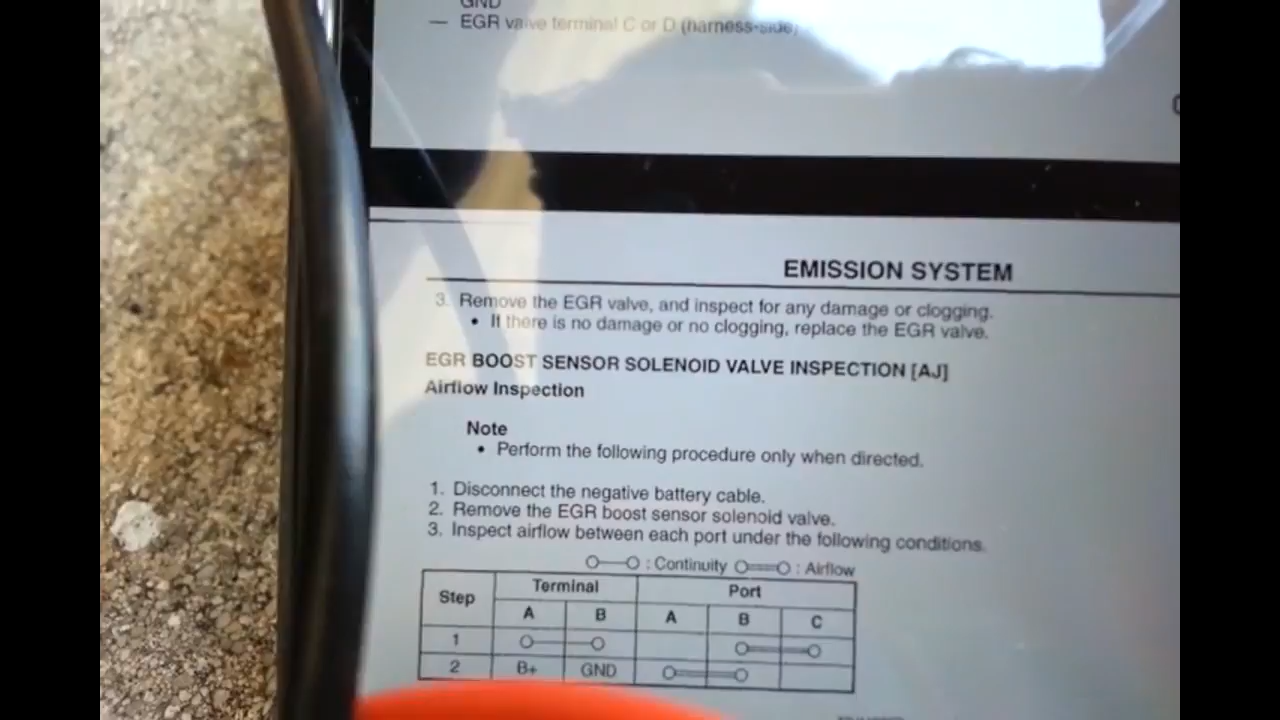 GND
— EGR valve terminal C or D (harness-side)
EMISSION SYSTEM
3. Remove the EGR valve, and inspect for any damage or clogging.
• If there is no damage or no clogging, replace the EGR valve.
EGR BOOST SENSOR SOLENOID VALVE INSPECTION [AJ]
Airflow Inspection
Note
• Perform the following procedure only when directed.
1. Disconnect the negative battery cable.
2. Remove the EGR boost sensor solenoid valve.
3. Inspect airflow between each port under the following conditions.
: Continuity : Airflow
Step Terminal Port
A B A B C
1
2 B+ GND